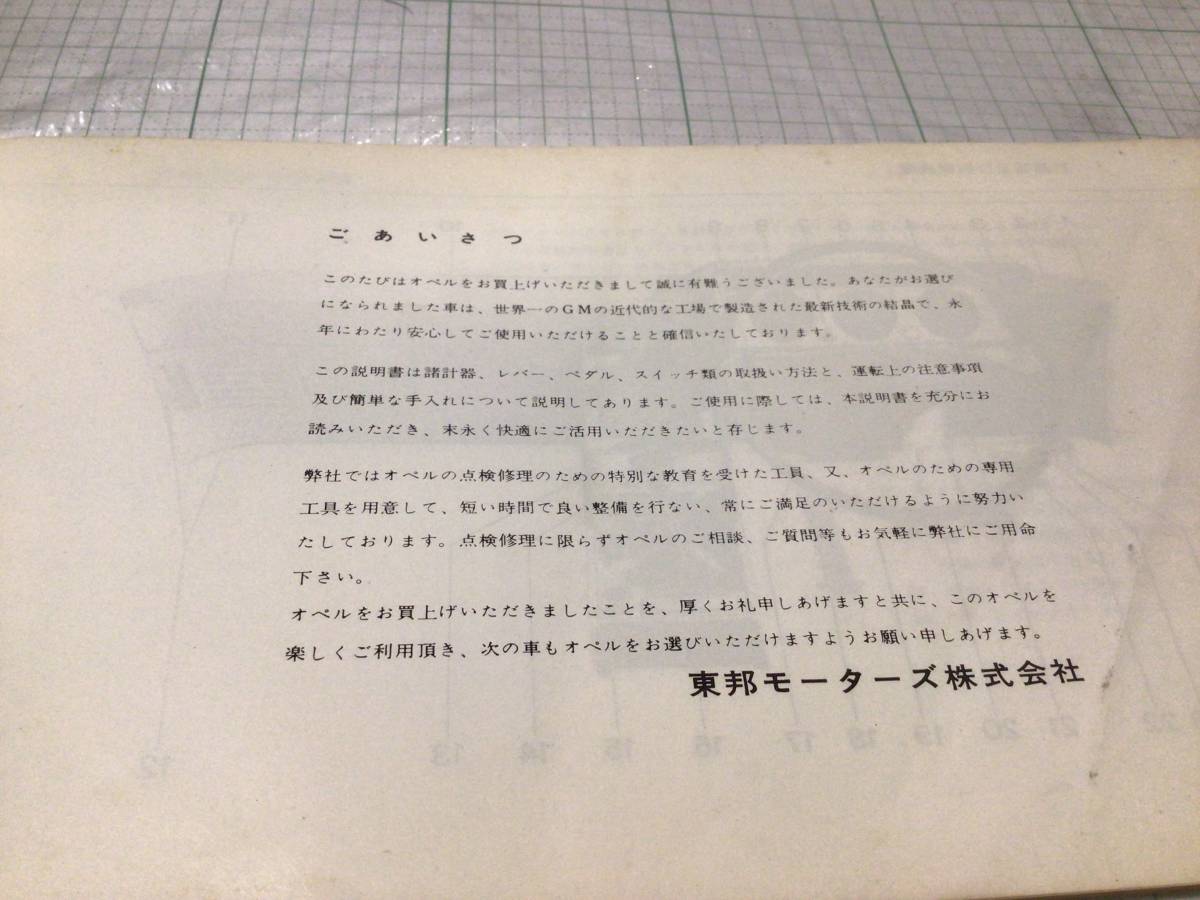 ごあいさつ
このたびはオペルをお買上げいただきまして誠に有難うございました。あなたがお選び
になられました車は、世界一のGMの近代的な工場で製造された最新技術の結晶で、永
年にわたり安心してご使用いただけることと確信いたしております。
この説明書は諸計器、レバー、ペダル、スイッチ類の取扱い方法と、運転上の注意事項
及び簡単な手入れについて説明してあります。ご使用に際しては、本説明書を充分にお
読みいただき、末永く快適にご活用いただきたいと存じます。
弊社ではオペルの点検修理のための特別な教育を受けた工員、又、オペルのための専用
工具を用意して、短い時間で良い整備を行ない、常にご満足のいただけるように努力い
たしております。点検修理に限らずオペルのご相談、ご質問等もお気軽に弊社にご用命
下さい。
オペルをお買上げいただきましたことを、厚くお礼申しあげますと共に、このオペルを
楽しくご利用頂き、次の車もオペルをお選びいただけますようお願い申しあげます。
東邦モーターズ株式会社
12 13 14 15 16 17 18 19 20 21 22